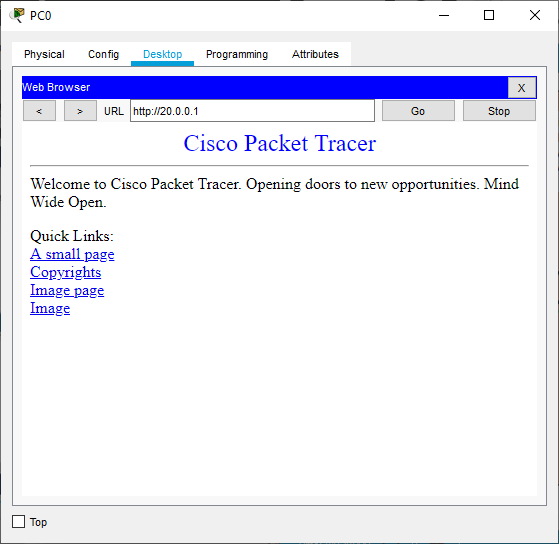 PC0
Physical Config Desktop Programming Attributes
Web Browser X
< > URL http://20.0.0.1 Go Stop
Cisco Packet Tracer
Welcome to Cisco Packet Tracer. Opening doors to new opportunities. Mind
Wide Open.
Quick Links:
A small page
Copyrights
Image page
Image
Top